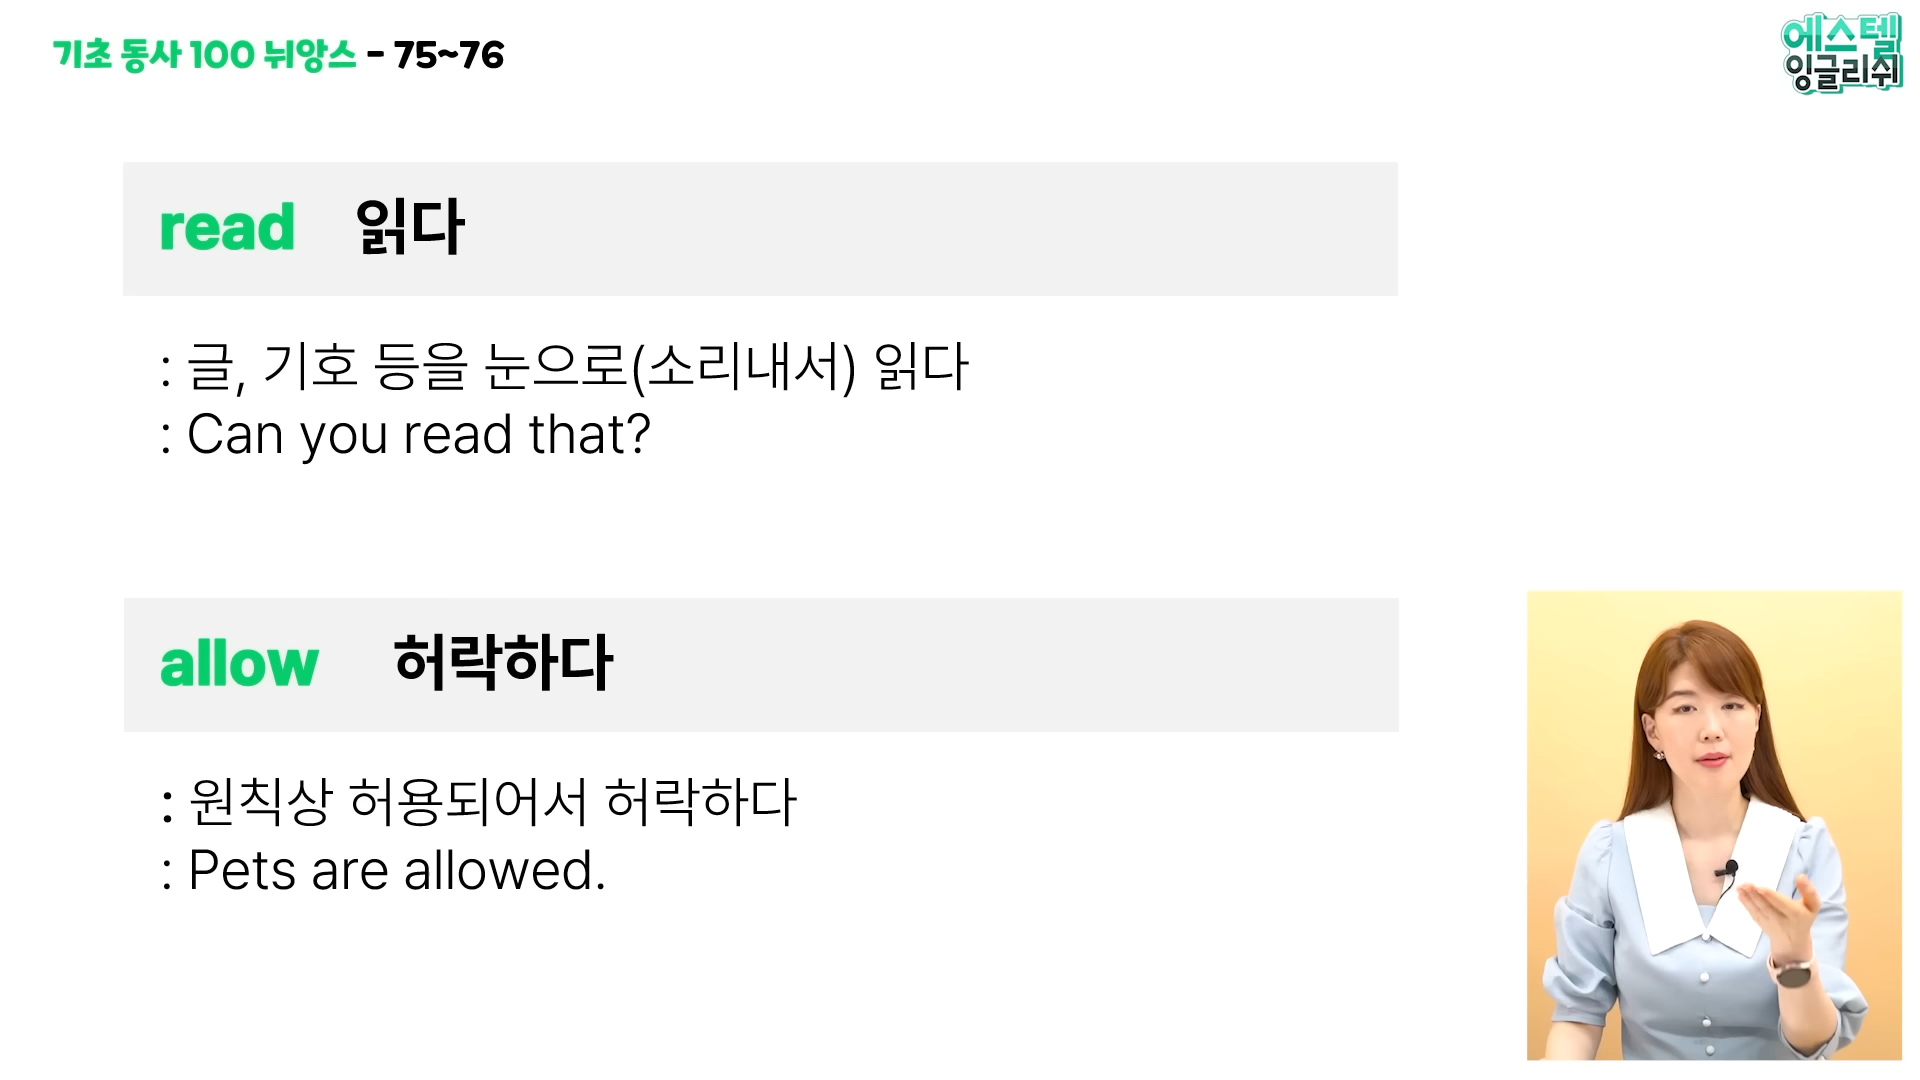 기초 동사 100 뉘앙스 - 75~76
에스텔
잉글리쉬
read 읽다
: 글, 기호 등을 눈으로(소리내서) 읽다
: Can you read that?
allow 허락하다
: 원칙상 허용되어서 허락하다
: Pets are allowed.